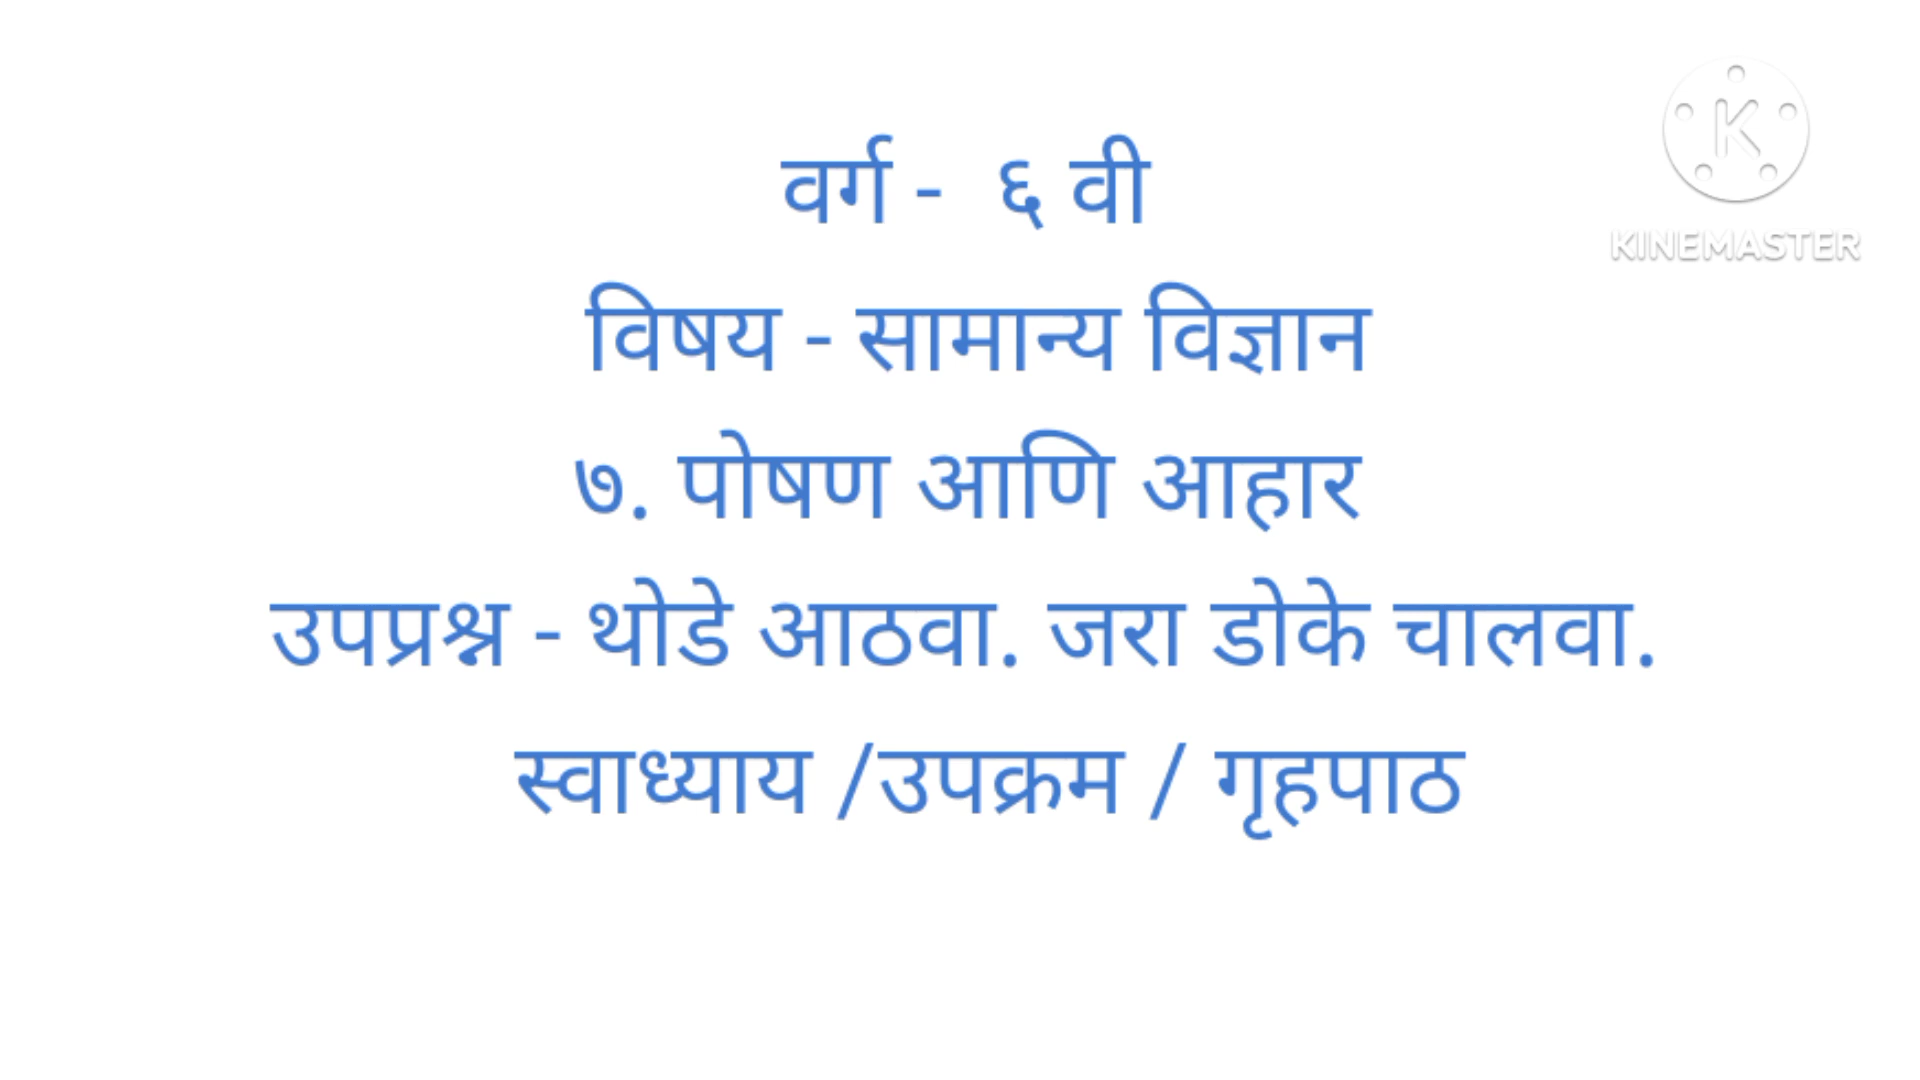 वर्ग -  ६ वी
विषय - सामान्य विज्ञान
७. पोषण आणि आहार
उपप्रश्न - थोडे आठवा. जरा डोके चालवा.
स्वाध्याय /उपक्रम / गृहपाठ
K
KINEMASTER